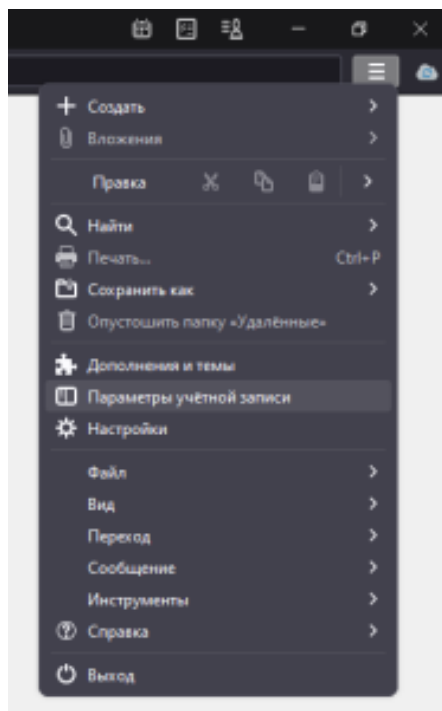 Создать
Вложения
Правка
Найти
Печать... Ctrl+P
Сохранить как
Опустошить папку «Удалённые»
Дополнения и темы
Параметры учётной записи
Настройки
Файл
Вид
Переход
Сообщение
Инструменты
Справка
Выход